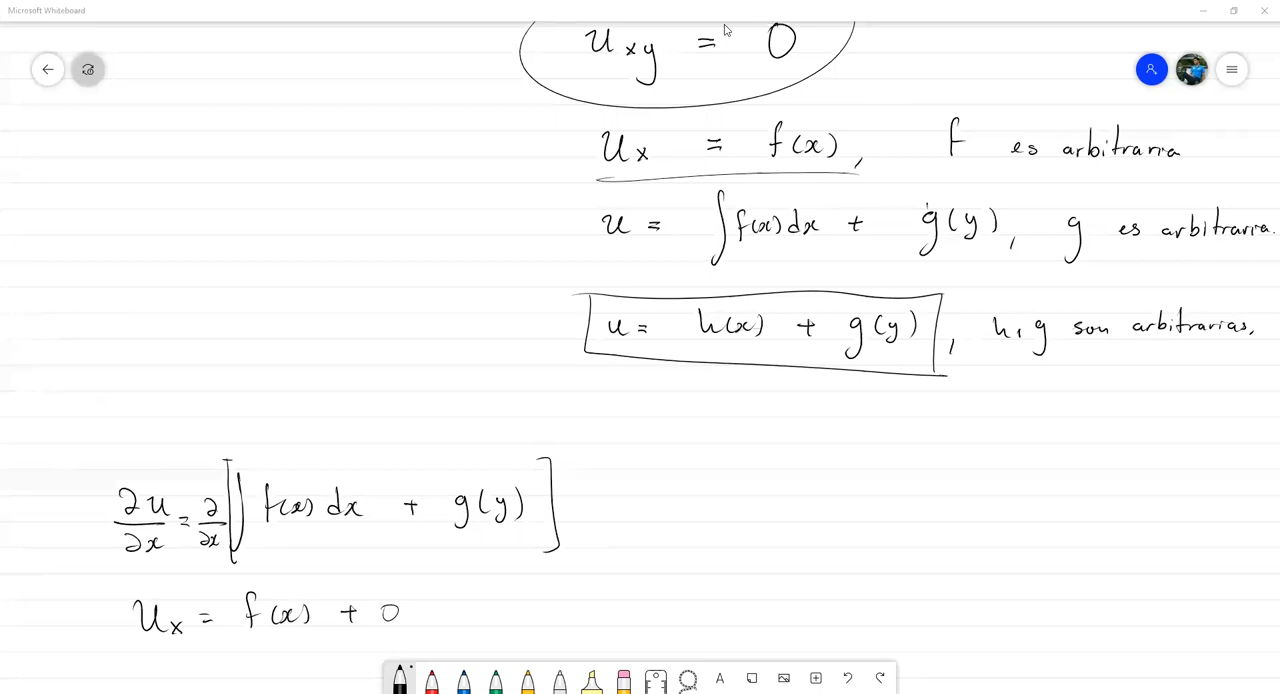 Microsoft Whiteboard
u_xy = 0
u_x = f(x), f es arbitraria
u = ∫f(x)dx + g(y), g es arbitraria.
u = h(x) + g(y), h, g son arbitrarias.
∂u/∂x = ∂/∂x [∫ f(x) dx + g(y)]
u_x = f(x) + 0
A